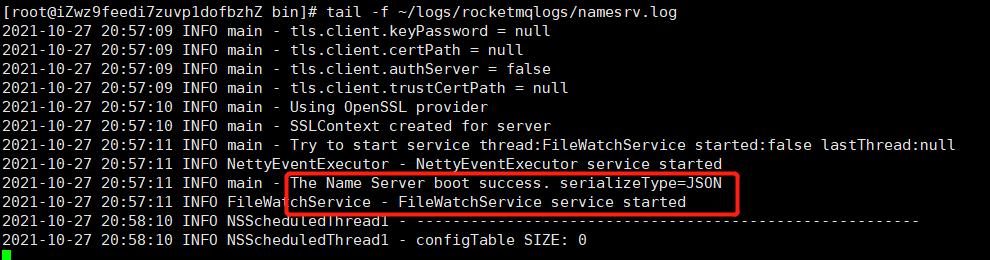 [root@iZwz9feedi7zuvp1dofbzhZ bin]# tail -f ~/logs/rocketmqlogs/namesrv.log
2021-10-27 20:57:09 INFO main - tls.client.keyPassword = null
2021-10-27 20:57:09 INFO main - tls.client.certPath = null
2021-10-27 20:57:09 INFO main - tls.client.authServer = false
2021-10-27 20:57:09 INFO main - tls.client.trustCertPath = null
2021-10-27 20:57:10 INFO main - Using OpenSSL provider
2021-10-27 20:57:10 INFO main - SSLContext created for server
2021-10-27 20:57:11 INFO main - Try to start service thread:FileWatchService started:false lastThread:null
2021-10-27 20:57:11 INFO NettyEventExecutor - NettyEventExecutor service started
2021-10-27 20:57:11 INFO main - The Name Server boot success. serializeType=JSON
2021-10-27 20:57:11 INFO FileWatchService - FileWatchService service started
2021-10-27 20:58:10 INFO NSScheduledThread1 - --------------------------------------------------------
2021-10-27 20:58:10 INFO NSScheduledThread1 - configTable SIZE: 0